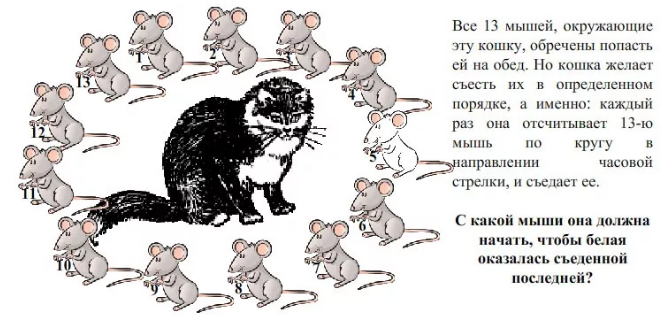 Все 13 мышей, окружающие
эту кошку, обречены попасть
ей на обед. Но кошка желает
съесть их в определенном
порядке, а именно: каждый
раз она отсчитывает 13-ю
мышь по кругу в
направлении часовой
стрелки, и съедает ее.
С какой мыши она должна
начать, чтобы белая
оказалась съеденной
последней?
1
2
3
4
5
6
7
8
9
10
11
12
13